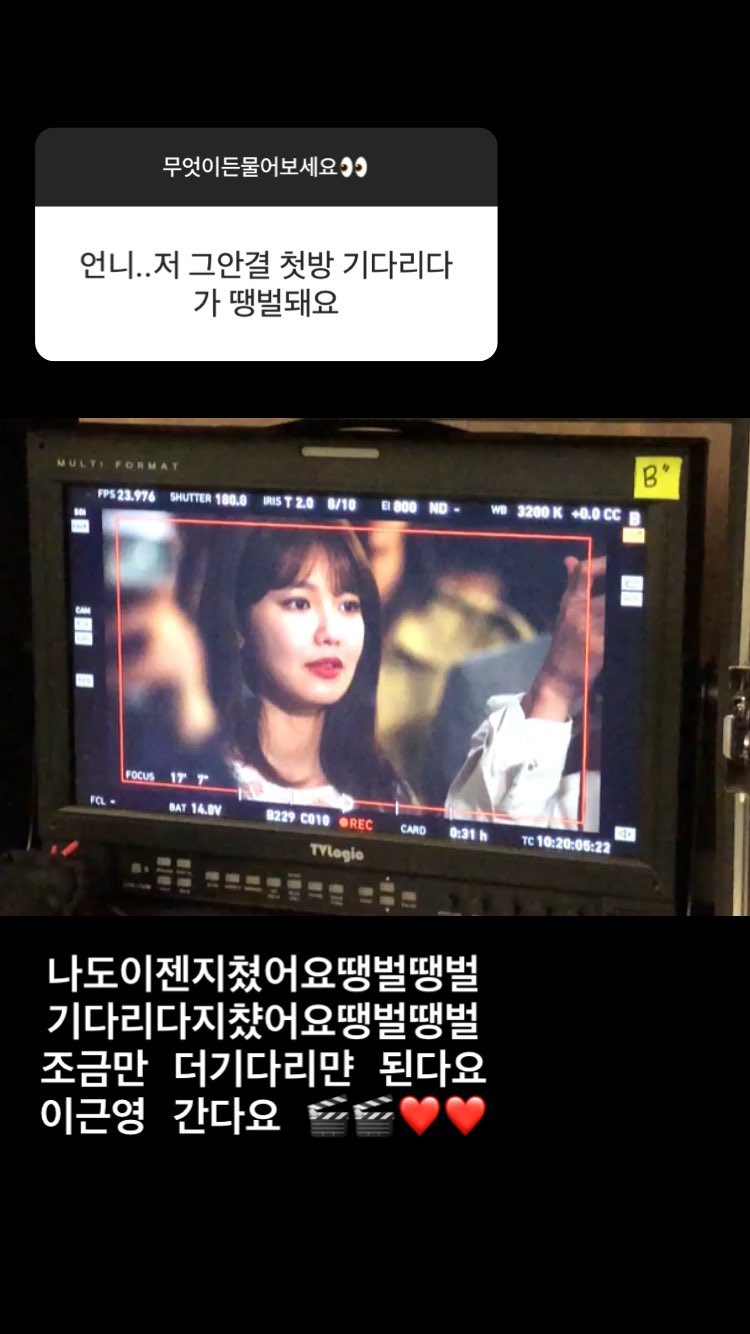 무엇이든물어보세요👀
언니..저 그안결 첫방 기다리다
가 땡벌돼요
MULTI FORMAT
B"
FPS 23.976 SHUTTER 180.0 IRIS T 2.0 8/10 EI 800 ND - WB 3200 K +0.0 CC B
CAM
FOCUS 17' 7"
FCL - BAT 14.0V B229 C010 ●REC CARD 0:31 h TC 10:20:05:22
TVLogic
나도이젠지쳤어요땡벌땡벌
기다리다지챴어요땡벌땡벌
조금만 더기다리먄 된다요
이근영 간다요 🎬🎬❤️❤️